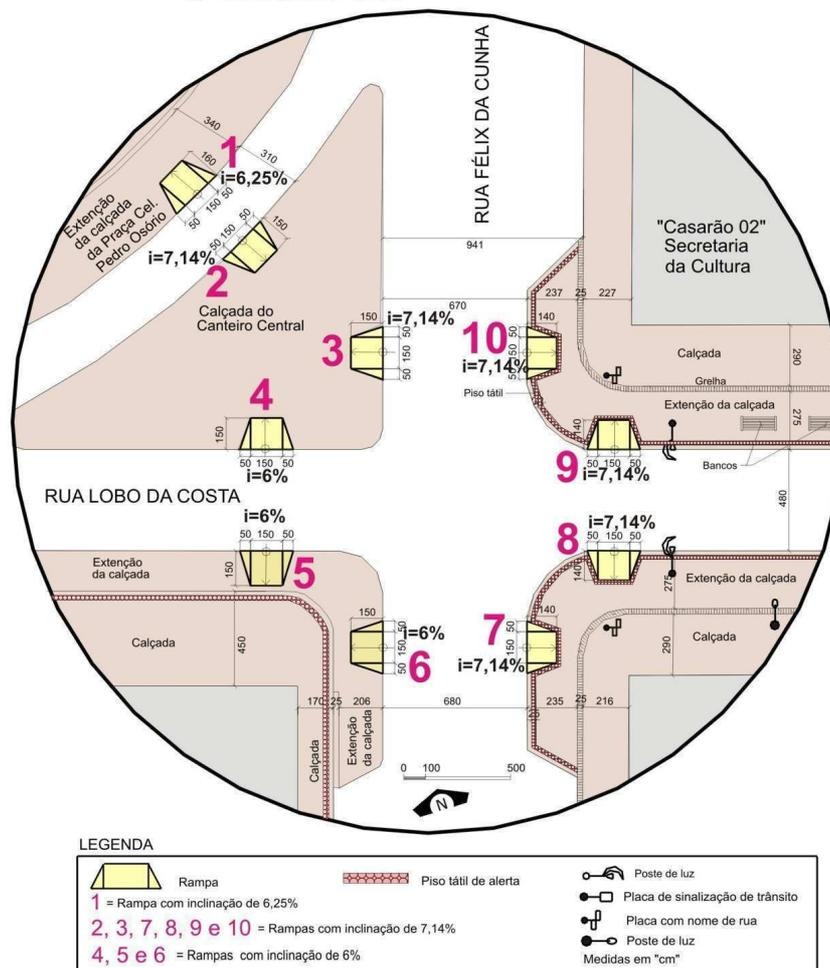 RUA FÉLIX DA CUNHA
340
310
160
1
i=6,25%
50
150
50
Extenção
da calçada
da Praça Cel.
Pedro Osório
50
150
50
150
i=7,14%
2
Calçada do
Canteiro Central
"Casarão 02"
Secretaria
da Cultura
941
670
237
25
227
150
i=7,14%
3
50
150
50
10
140
50
150
50
i=7,14%
Piso tátil
Calçada
290
Grelha
Extenção da calçada
275
Bancos
4
150
50
150
50
i=6%
140
9
50
150
50
i=7,14%
480
RUA LOBO DA COSTA
i=6%
50
150
50
150
5
i=7,14%
8
50
150
50
140
Extenção
da calçada
275
Extenção da calçada
Calçada
450
150
50
150
50
i=6%
6
7
140
50
150
50
i=7,14%
290
Calçada
170
25
206
680
235
25
216
25
Calçada
Extenção
da calçada
0
100
500
N
LEGENDA
Rampa
Piso tátil de alerta
Poste de luz
1 = Rampa com inclinação de 6,25%
Placa de sinalização de trânsito
2, 3, 7, 8, 9 e 10 = Rampas com inclinação de 7,14%
Placa com nome de rua
4, 5 e 6 = Rampas com inclinação de 6%
Poste de luz
Medidas em "cm"